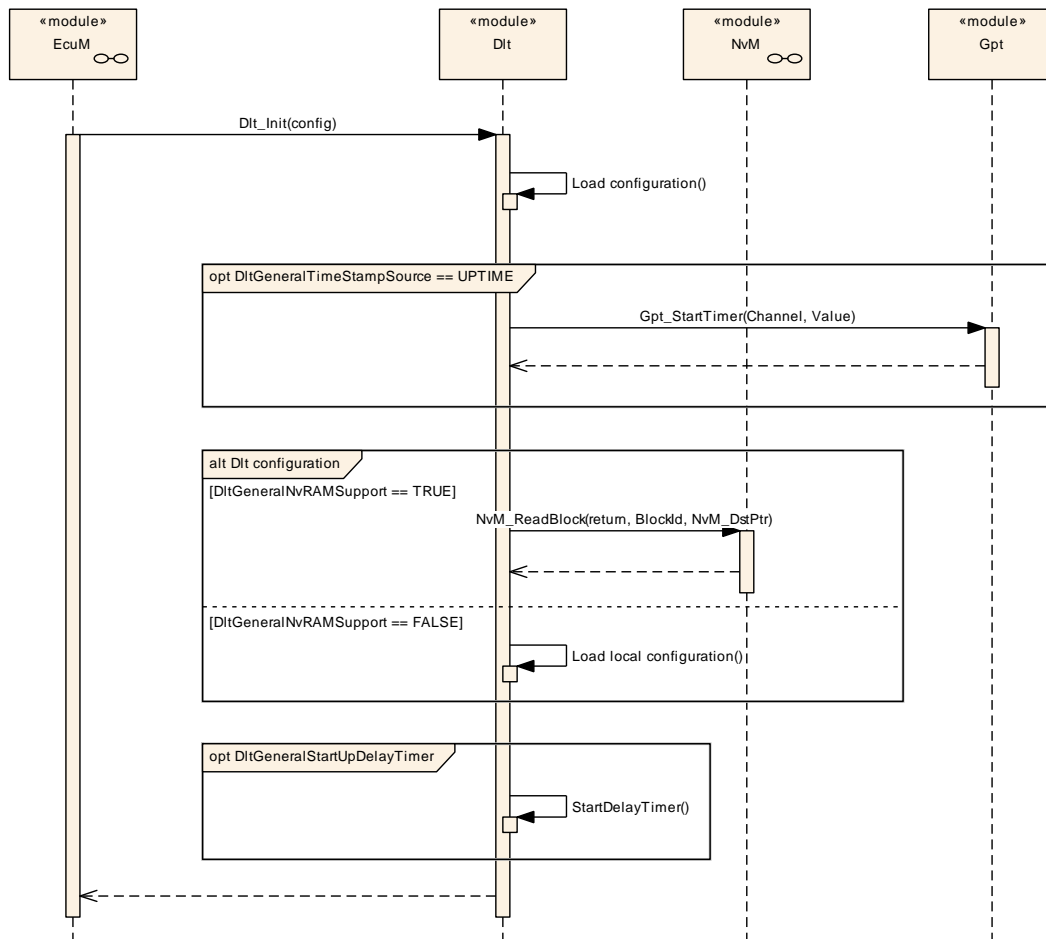 «module»
EcuM
«module»
Dlt
«module»
NvM
«module»
Gpt
Dlt_Init(config)
Load configuration()
opt DltGeneralTimeStampSource == UPTIME
Gpt_StartTimer(Channel, Value)
alt Dlt configuration
[DltGeneralNvRAMSupport == TRUE]
NvM_ReadBlock(return, BlockId, NvM_DstPtr)
[DltGeneralNvRAMSupport == FALSE]
Load local configuration()
opt DltGeneralStartUpDelayTimer
StartDelayTimer()